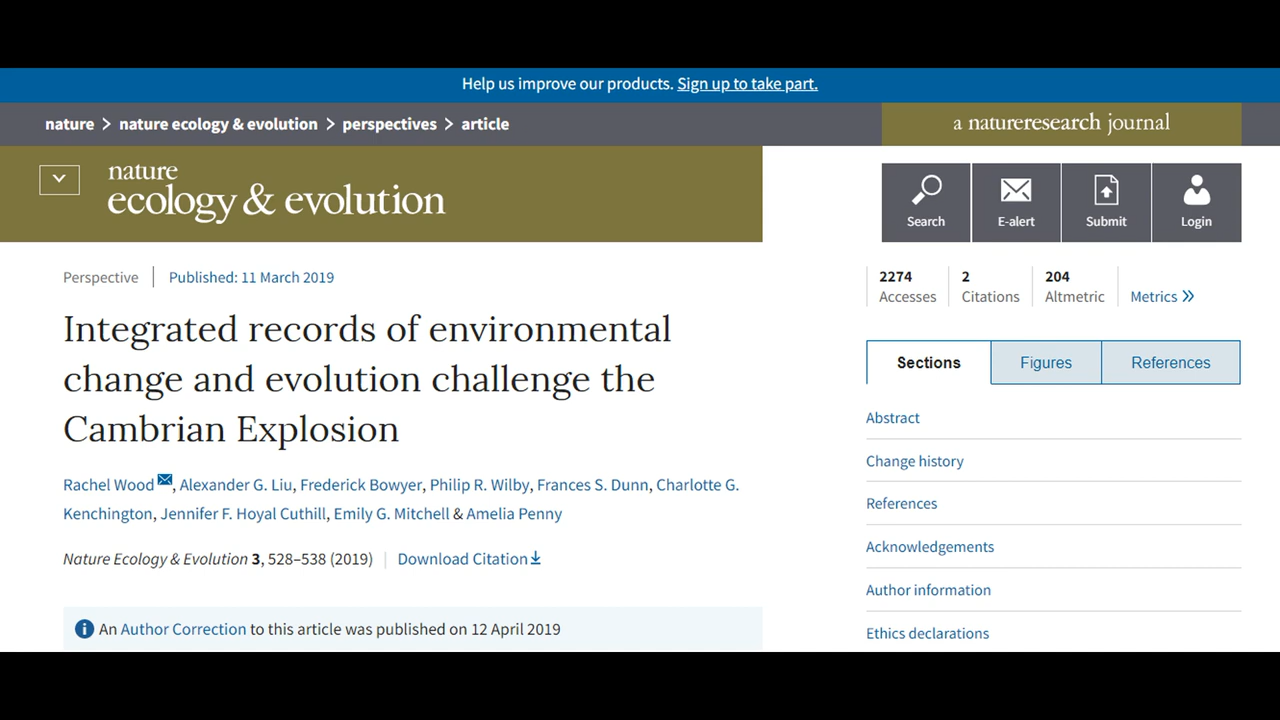 Help us improve our products. Sign up to take part.
nature > nature ecology & evolution > perspectives > article
a natureresearch journal
nature
ecology & evolution
Search
E-alert
Submit
Login
Perspective
Published: 11 March 2019
2274
Accesses
2
Citations
204
Altmetric
Metrics »
Integrated records of environmental
change and evolution challenge the
Cambrian Explosion
Rachel Wood, Alexander G. Liu, Frederick Bowyer, Philip R. Wilby, Frances S. Dunn, Charlotte G.
Kenchington, Jennifer F. Hoyal Cuthill, Emily G. Mitchell & Amelia Penny
Nature Ecology & Evolution 3, 528–538 (2019)
Download Citation
An Author Correction to this article was published on 12 April 2019
Sections
Figures
References
Abstract
Change history
References
Acknowledgements
Author information
Ethics declarations